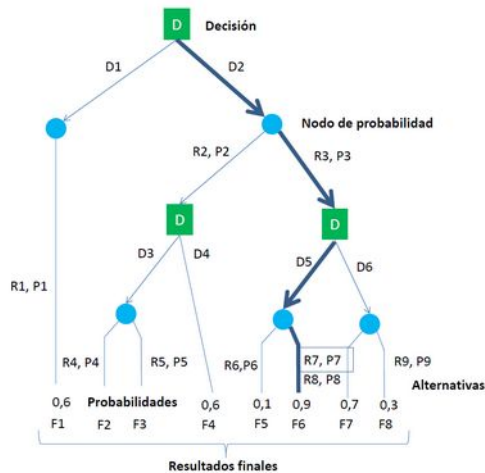 D Decisión
D1 D2
Nodo de probabilidad
R2, P2 R3, P3
D D
D3 D4 D5 D6
R1, P1
R4, P4 R5, P5 R6,P6 R7, P7 R9, P9
R8, P8
Alternativas
0,6 Probabilidades 0,6 0,1 0,9 0,7 0,3
F1 F2 F3 F4 F5 F6 F7 F8
Resultados finales